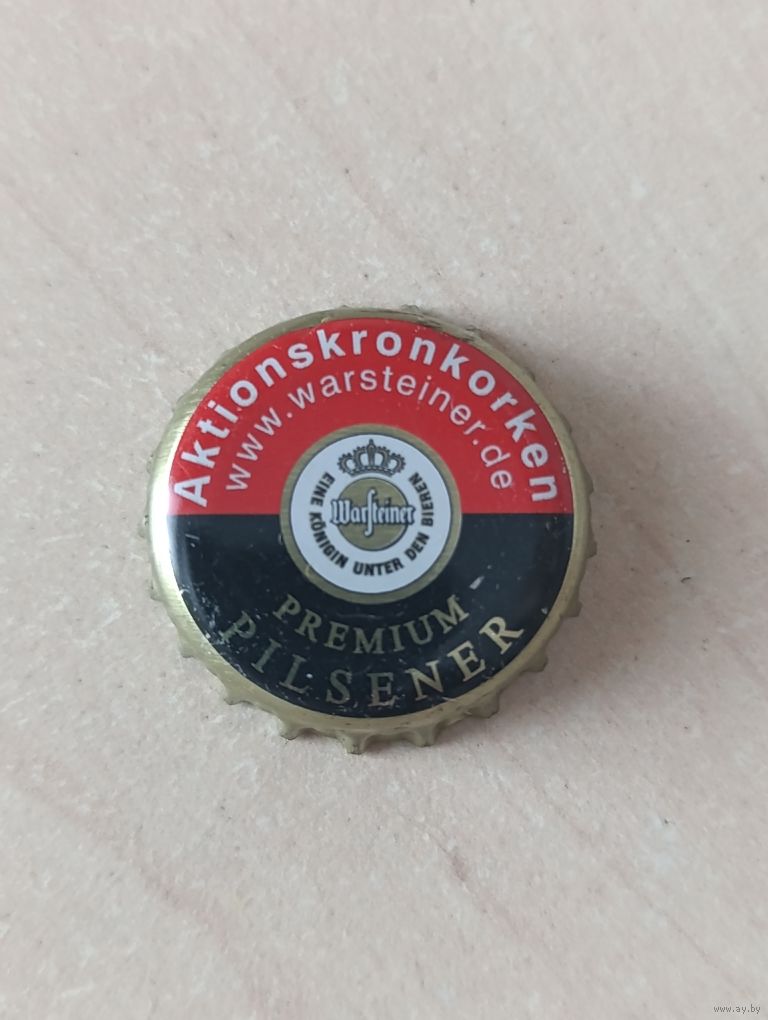 Aktionskronkorken
www.warsteiner.de
EINE KÖNIGIN UNTER DEN BIEREN
Warsteiner
PREMIUM
PILSENER
www.ay.by